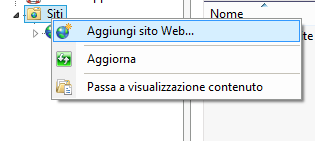 Nome
Siti
Aggiungi sito Web...
Aggiorna
Passa a visualizzazione contenuto